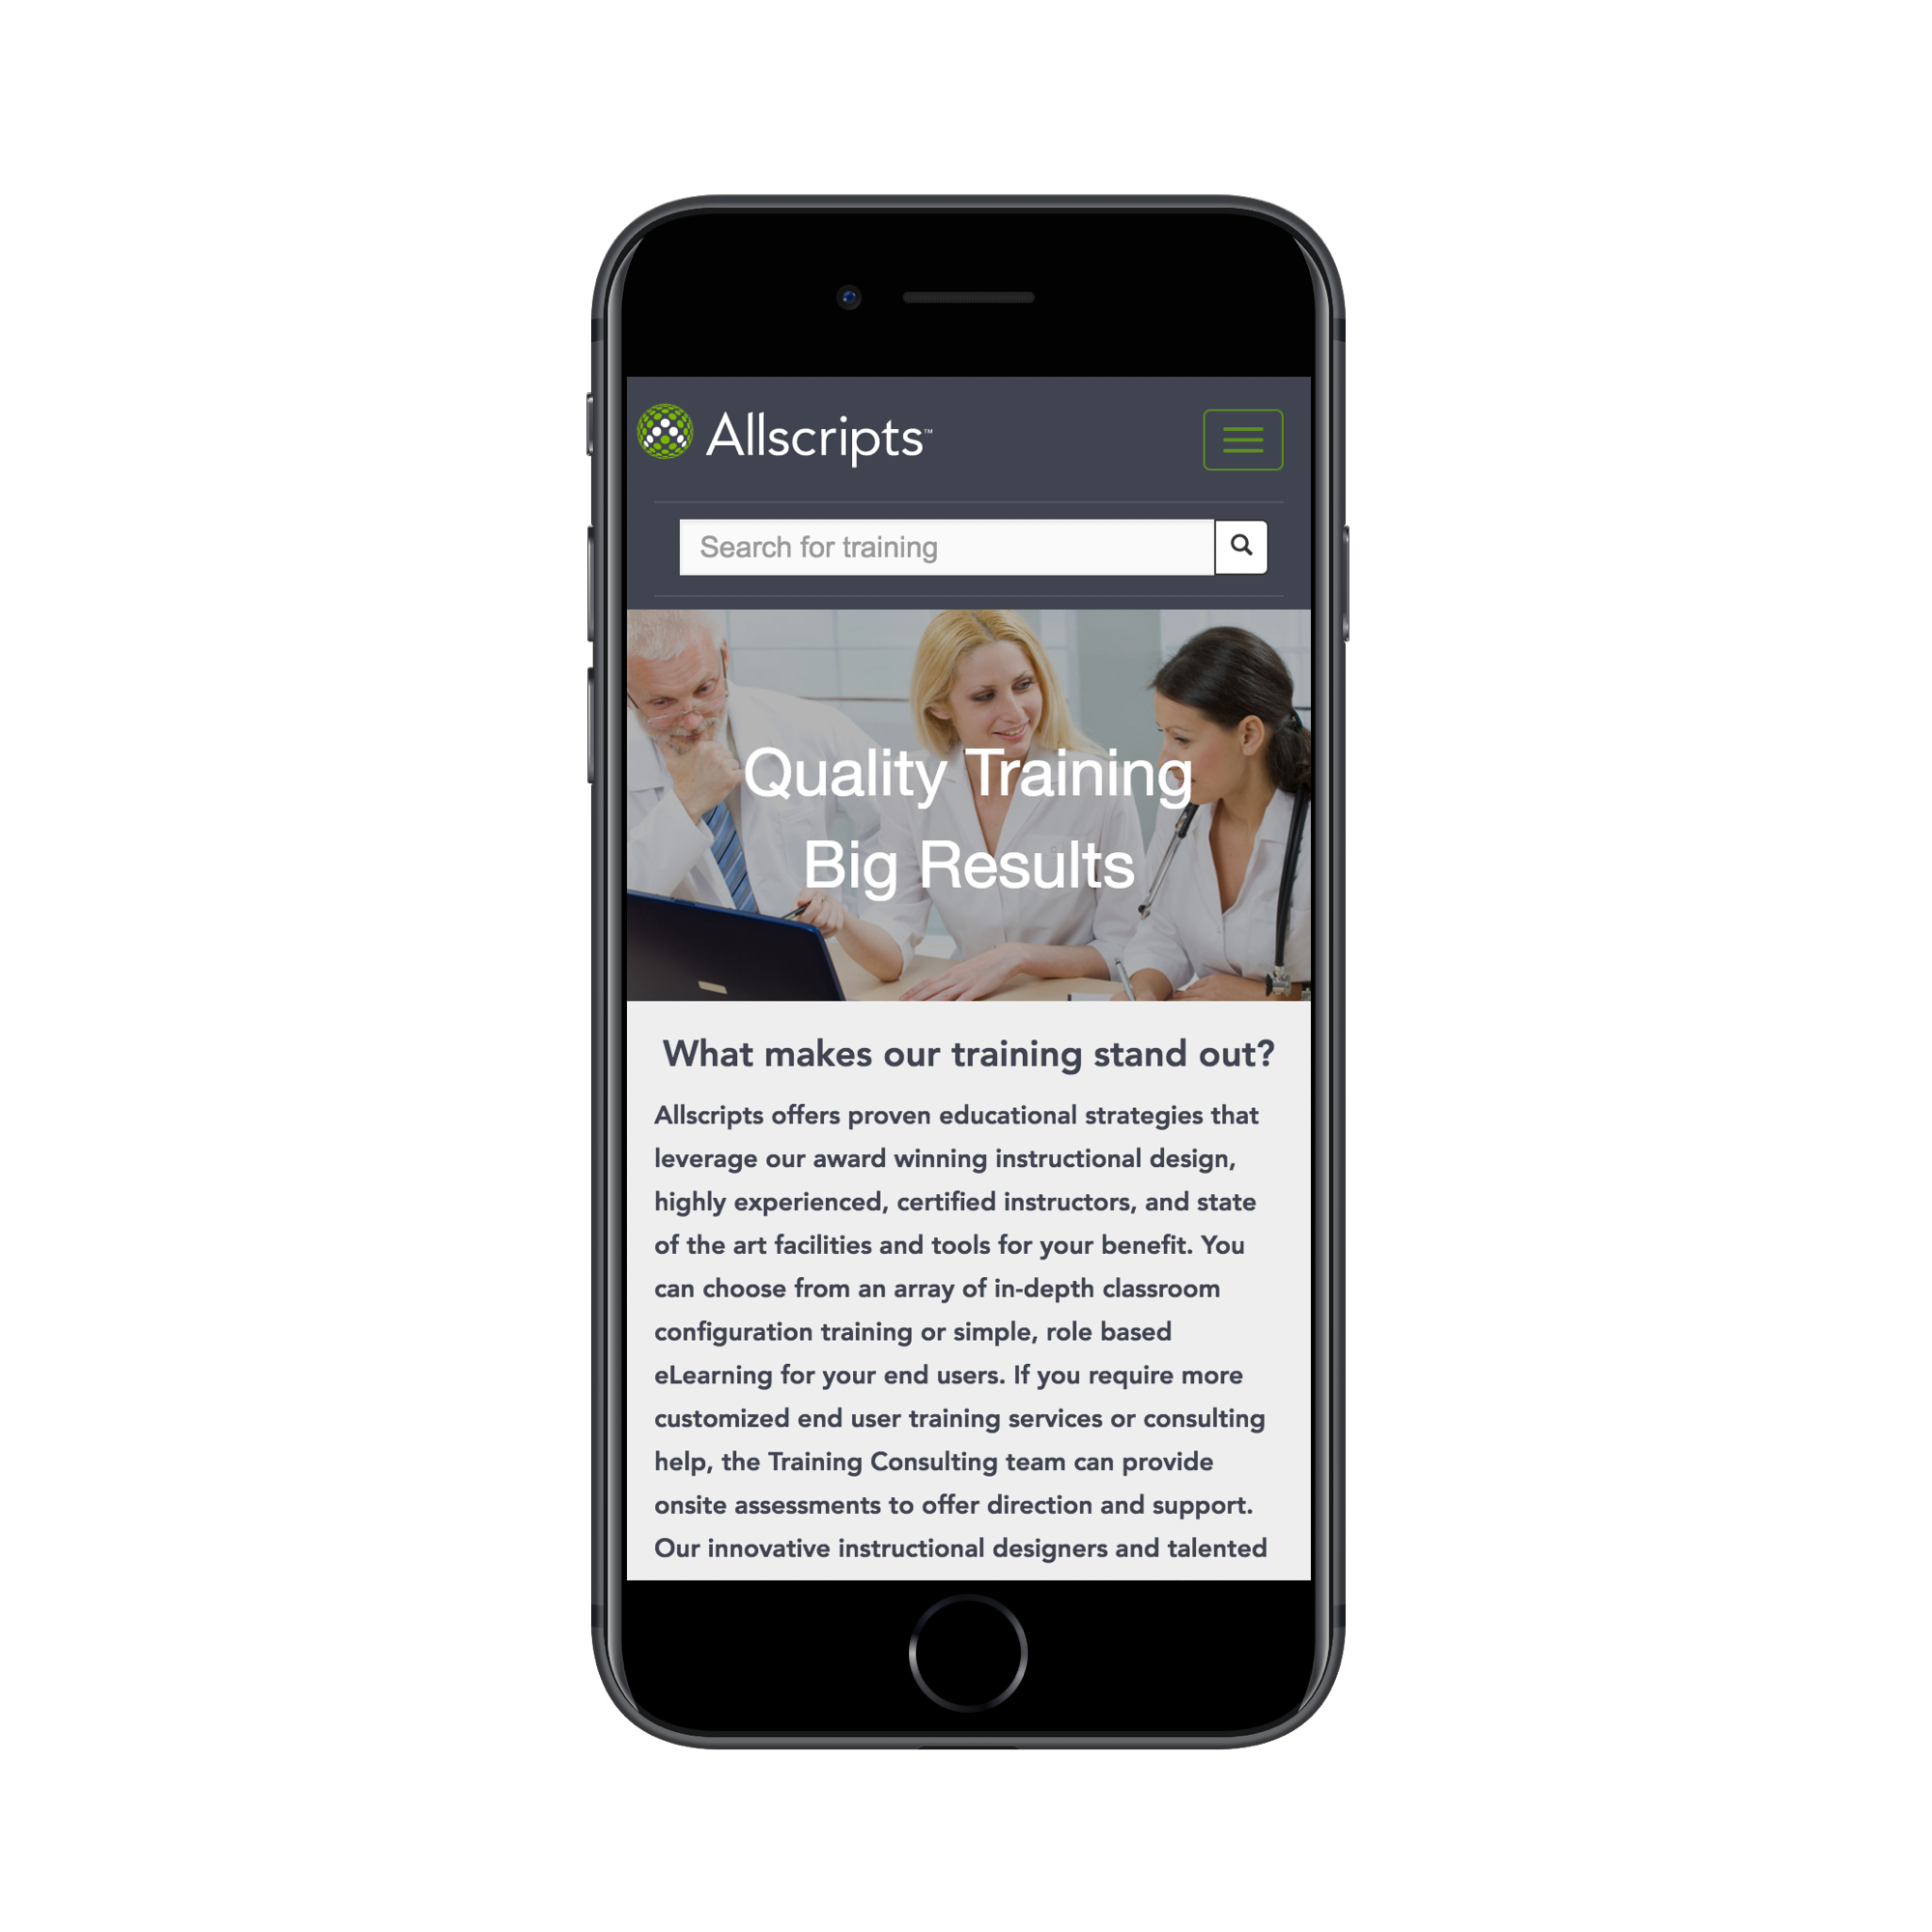 Allscripts™
Search for training
Quality Training
Big Results
What makes our training stand out?
Allscripts offers proven educational strategies that
leverage our award winning instructional design,
highly experienced, certified instructors, and state
of the art facilities and tools for your benefit. You
can choose from an array of in-depth classroom
configuration training or simple, role based
eLearning for your end users. If you require more
customized end user training services or consulting
help, the Training Consulting team can provide
onsite assessments to offer direction and support.
Our innovative instructional designers and talented